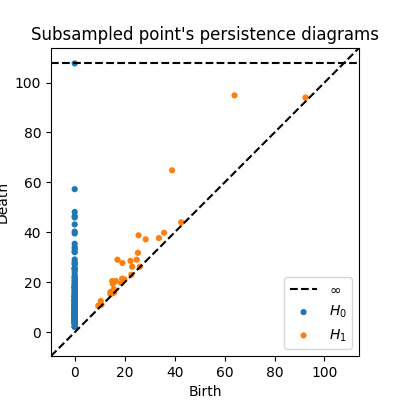 Subsampled point's persistence diagrams
Death
100
80
60
40
20
0
∞
H₀
H₁
0 20 40 60 80 100
Birth